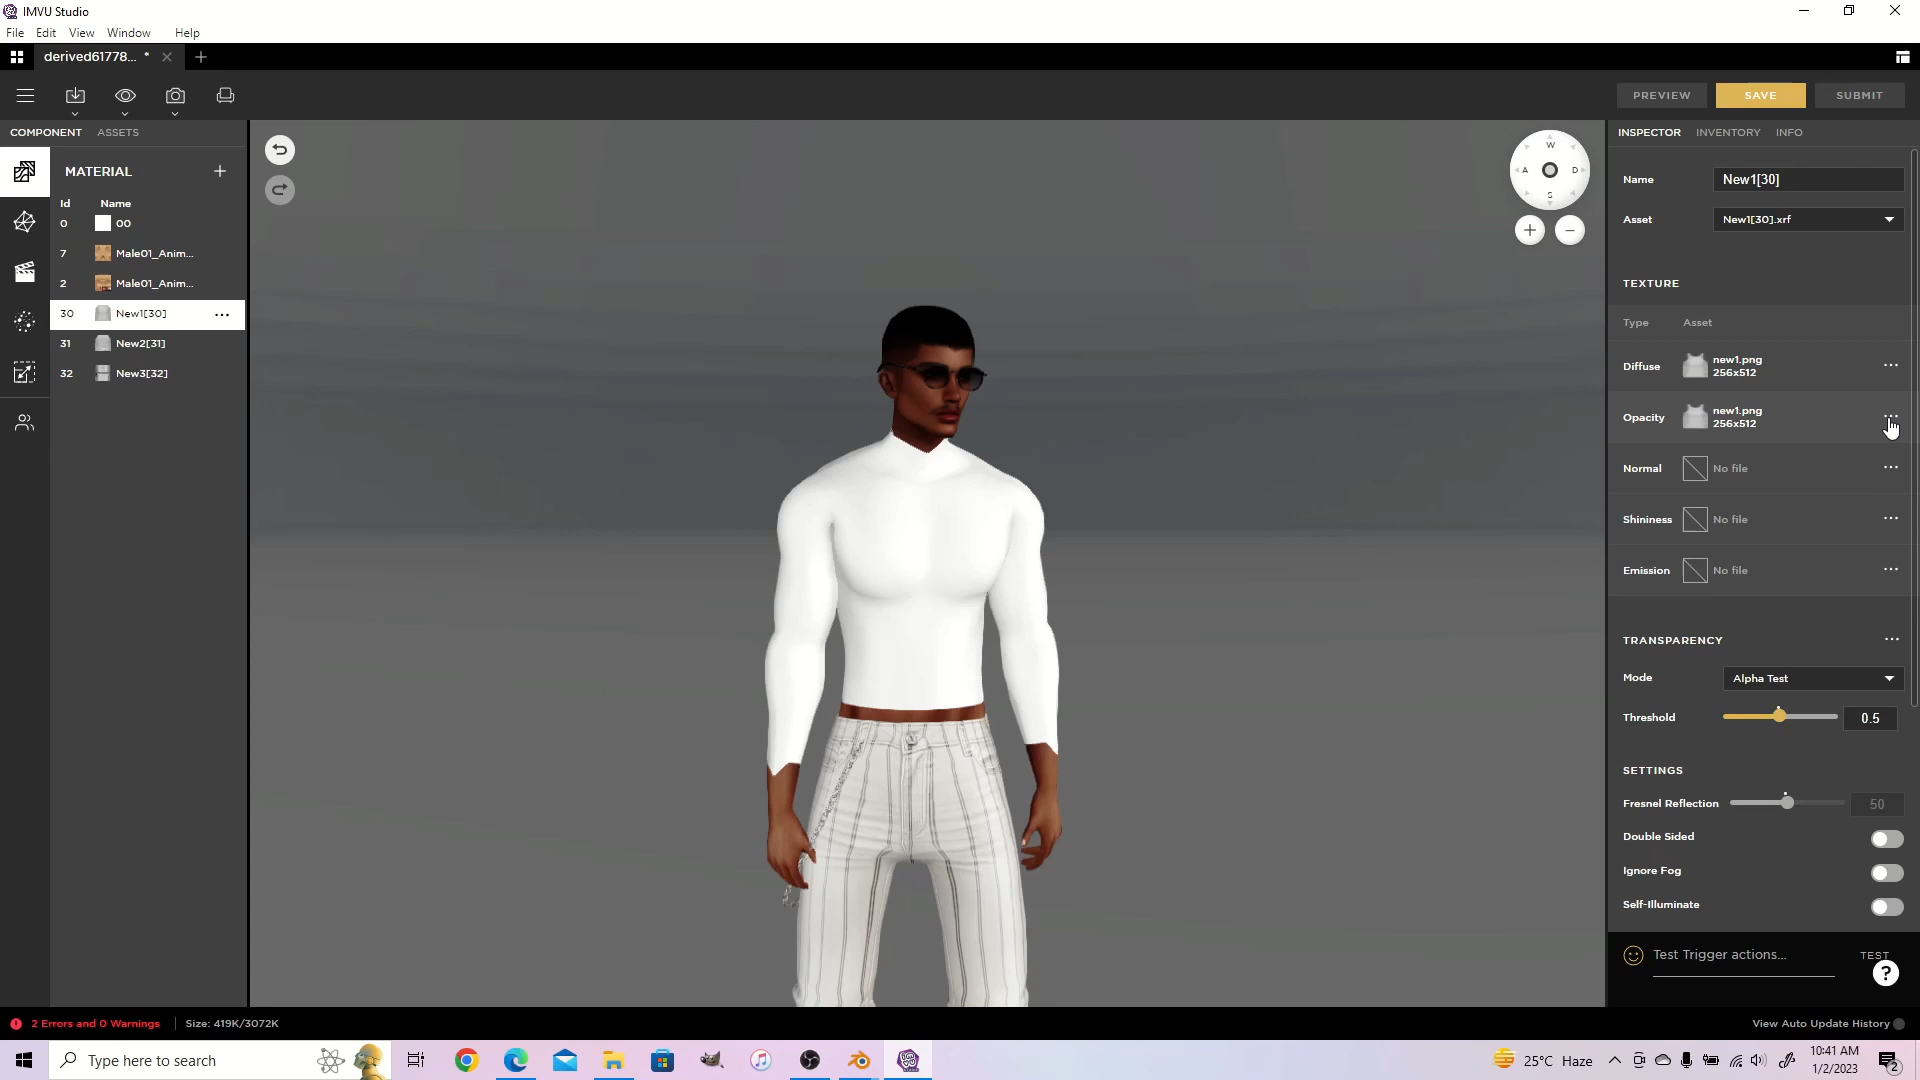 IMVU Studio
File Edit View Window Help
derived61778... *
PREVIEW SAVE SUBMIT
COMPONENT ASSETS
INSPECTOR INVENTORY INFO
MATERIAL
Id Name
0 00
7 Male01_Anim...
2 Male01_Anim...
30 New1[30]
31 New2[31]
32 New3[32]
W
A D
S
Name New1[30]
Asset New1[30].xrf
TEXTURE
Type Asset
Diffuse new1.png
256x512
Opacity new1.png
256x512
Normal No file
Shininess No file
Emission No file
TRANSPARENCY
Mode Alpha Test
Threshold 0.5
SETTINGS
Fresnel Reflection 50
Double Sided
Ignore Fog
Self-Illuminate
Test Trigger actions... TEST
?
2 Errors and 0 Warnings Size: 419K/3072K
View Auto Update History
Type here to search
25°C Haze
10:41 AM
1/2/2023
2